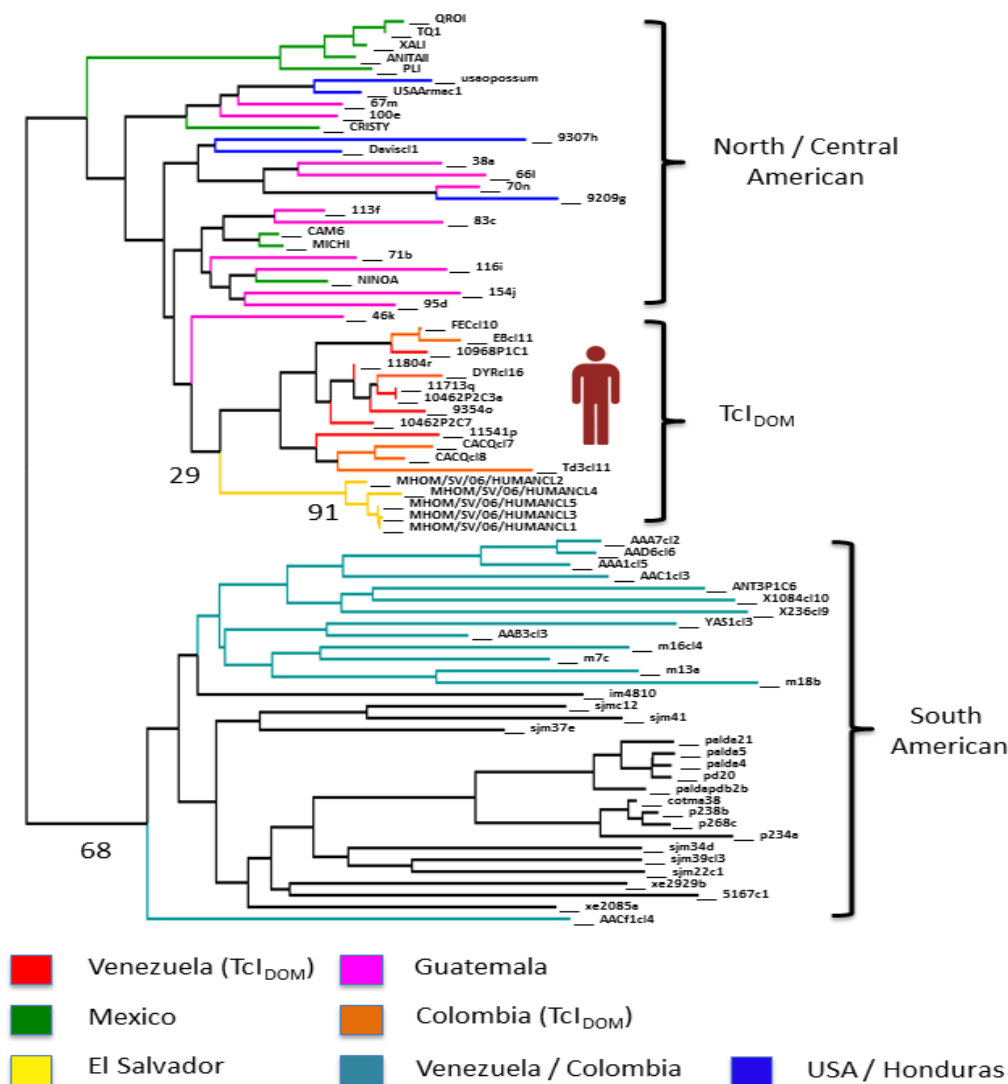 QROI
TQ1
XALI
ANITAII
PLI
usaopossum
USAArmac1
67m
100e
CRISTY
9307h
Daviscl1
38a
66l
70n
9209g
113f
83c
CAM6
MICHI
71b
116i
NINOA
154j
95d
46k
North / Central
American
FECcl10
EBcl11
10968P1C1
11804r
DYRcl16
11713q
10462P2C3a
9354o
10462P2C7
11541p
CACQcl7
CACQcl8
Td3cl11
MHOM/SV/06/HUMANCL2
MHOM/SV/06/HUMANCL4
MHOM/SV/06/HUMANCL5
MHOM/SV/06/HUMANCL3
MHOM/SV/06/HUMANCL1
TcIDOM
29
91
AAA7cl2
AAD6cl6
AAA1cl5
AAC1cl3
ANT3P1C6
X1084cl10
X236cl9
YAS1cl3
AAB3cl3
m16cl4
m7c
m13a
m18b
im4810
sjmc12
sjm41
sjm37e
palda21
palda5
palda4
pd20
paldapdb2b
cotma38
p238b
p268c
p234a
sjm34d
sjm39cl3
sjm22c1
xe2929b
5167c1
xe2085a
AACf1cl4
South
American
68
Venezuela (TcIDOM)
Guatemala
Mexico
Colombia (TcIDOM)
El Salvador
Venezuela / Colombia
USA / Honduras